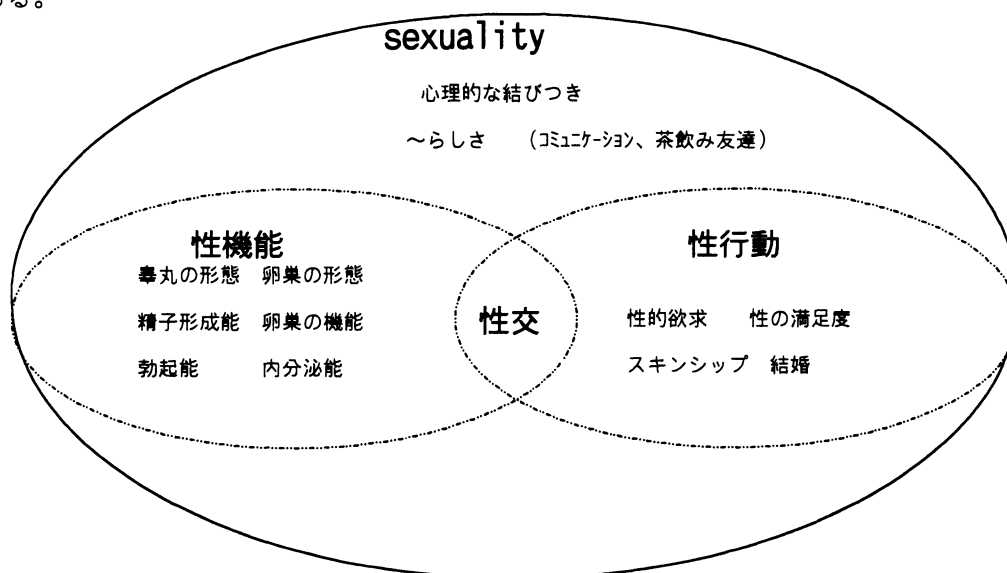 る。
sexuality
心理的な結びつき
～らしさ （ｺﾐｭﾆｹｰｼｮﾝ、茶飲み友達）
性機能
睾丸の形態 卵巣の形態
精子形成能 卵巣の機能
勃起能 内分泌能
性交
性行動
性的欲求 性の満足度
スキンシップ 結婚